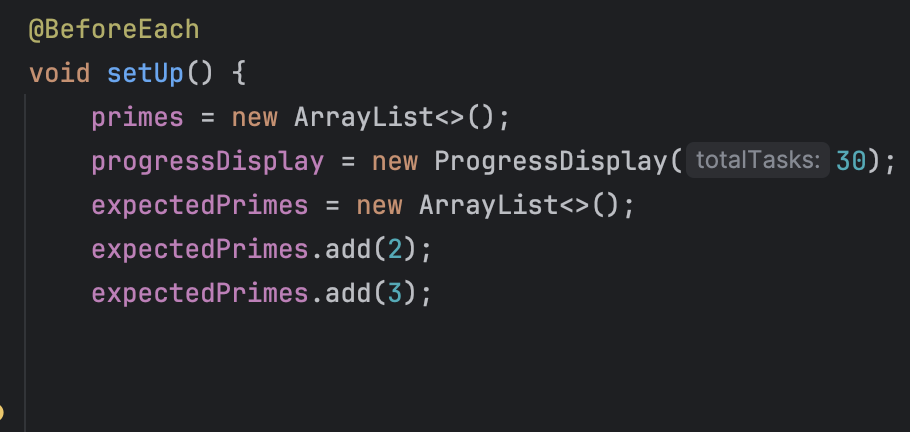 @BeforeEach
void setUp() {
    primes = new ArrayList<>();
    progressDisplay = new ProgressDisplay( totalTasks: 30);
    expectedPrimes = new ArrayList<>();
    expectedPrimes.add(2);
    expectedPrimes.add(3);